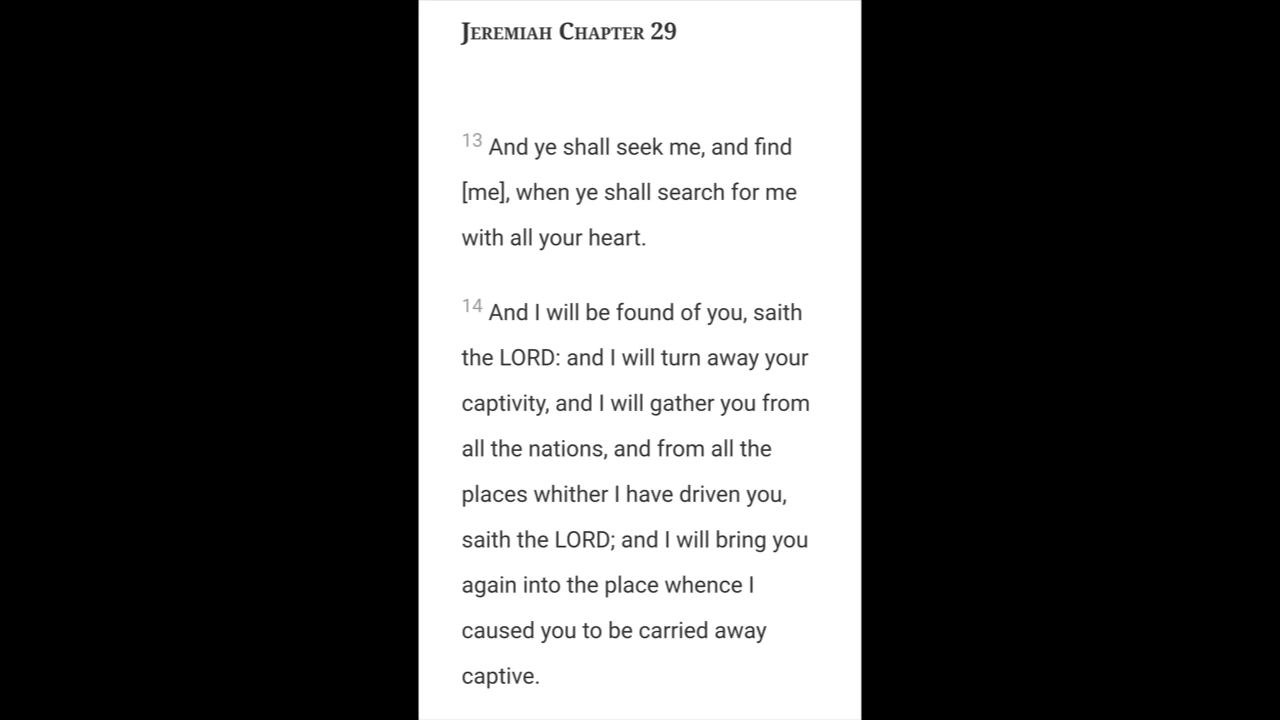 Jeremiah Chapter 29
13 And ye shall seek me, and find
[me], when ye shall search for me
with all your heart.
14 And I will be found of you, saith
the LORD: and I will turn away your
captivity, and I will gather you from
all the nations, and from all the
places whither I have driven you,
saith the LORD; and I will bring you
again into the place whence I
caused you to be carried away
captive.